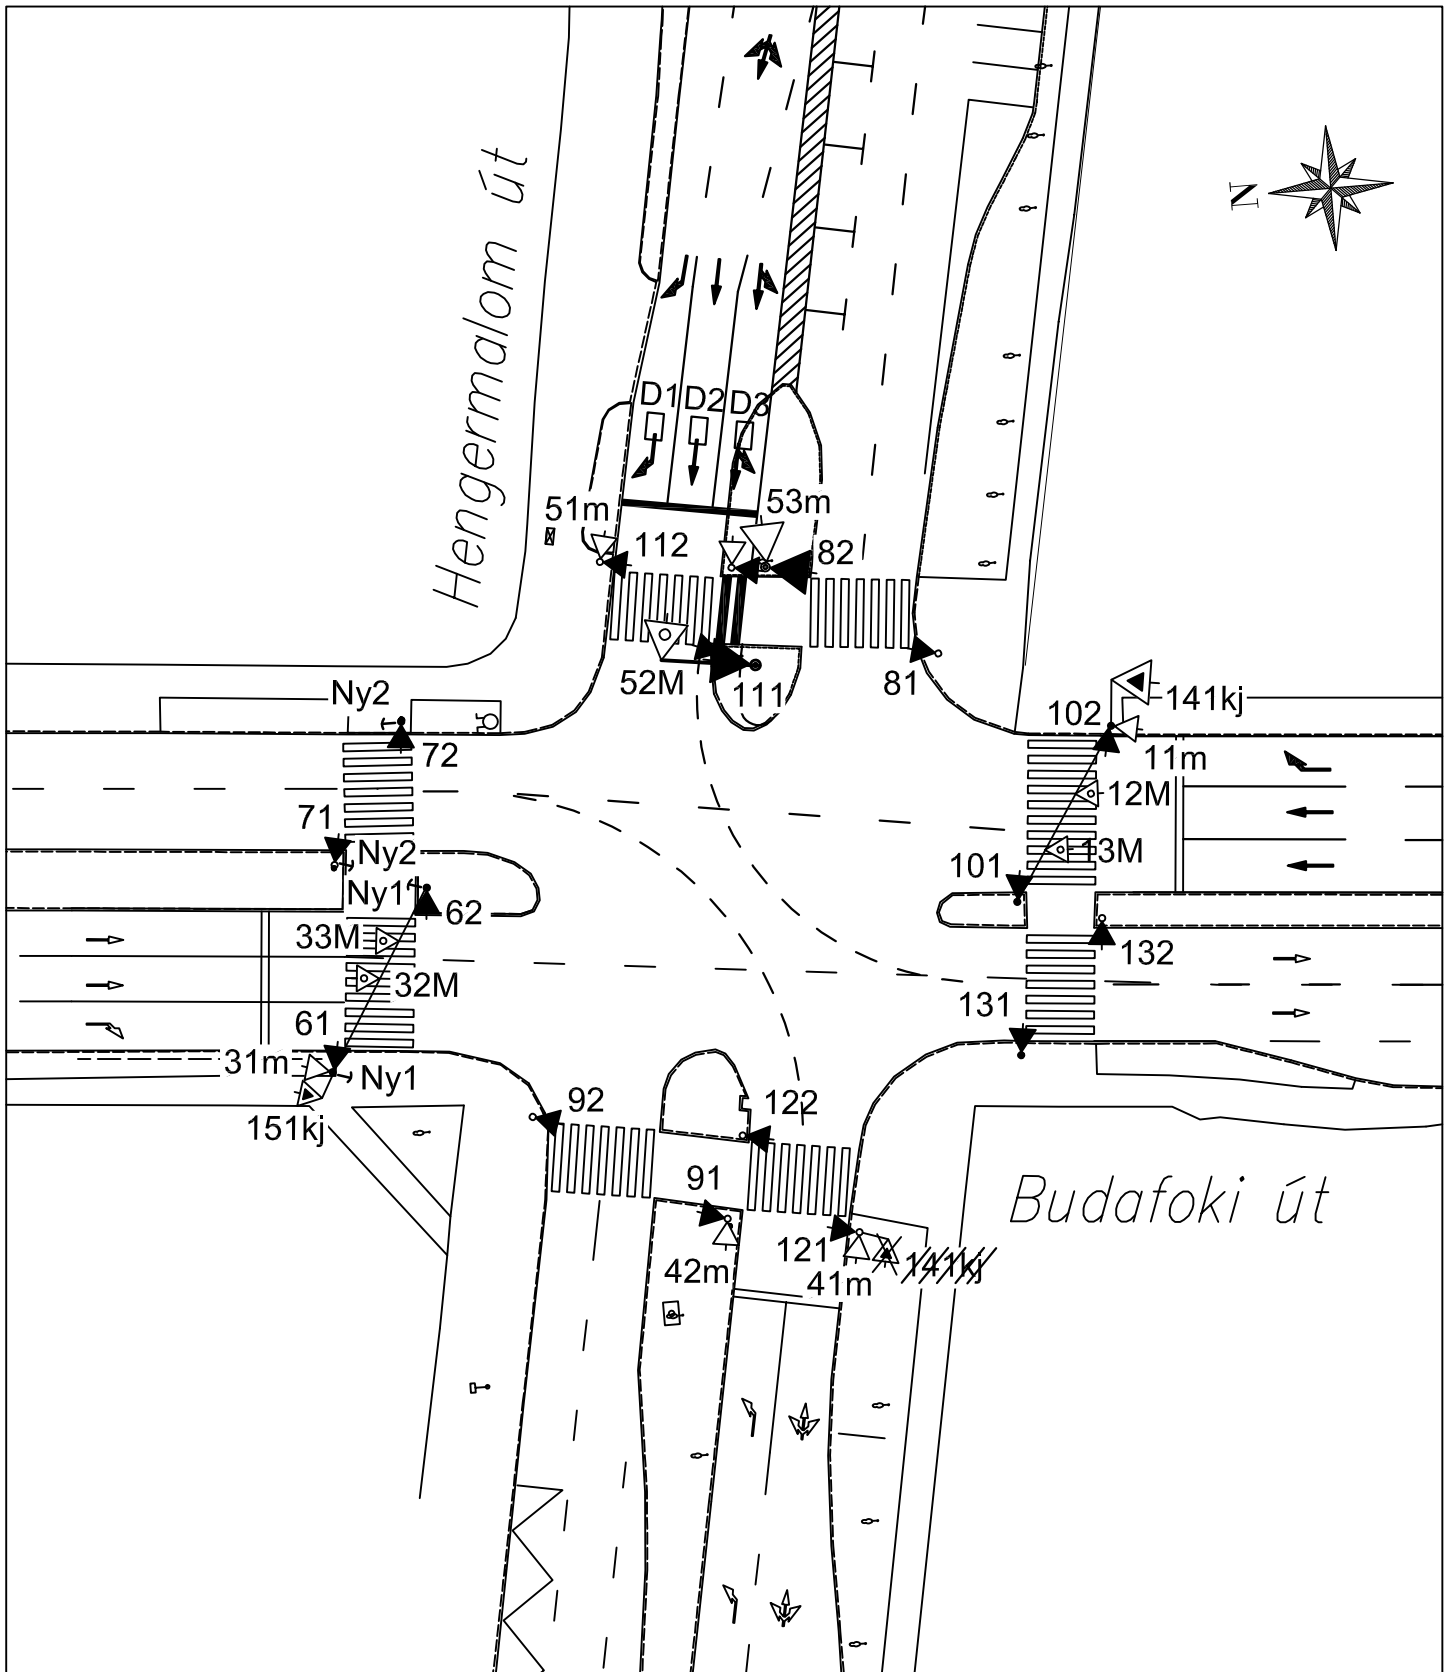 Hengermalom út
N
D1 D2 D3
51m
53m
112
82
52M
111
81
Ny2
72
102
141kj
11m
71
12M
Ny2
13M
Ny1
101
62
33M
132
32M
131
61
31m
Ny1
92
122
151kj
91
Budafoki út
121
141kj
42m
41m